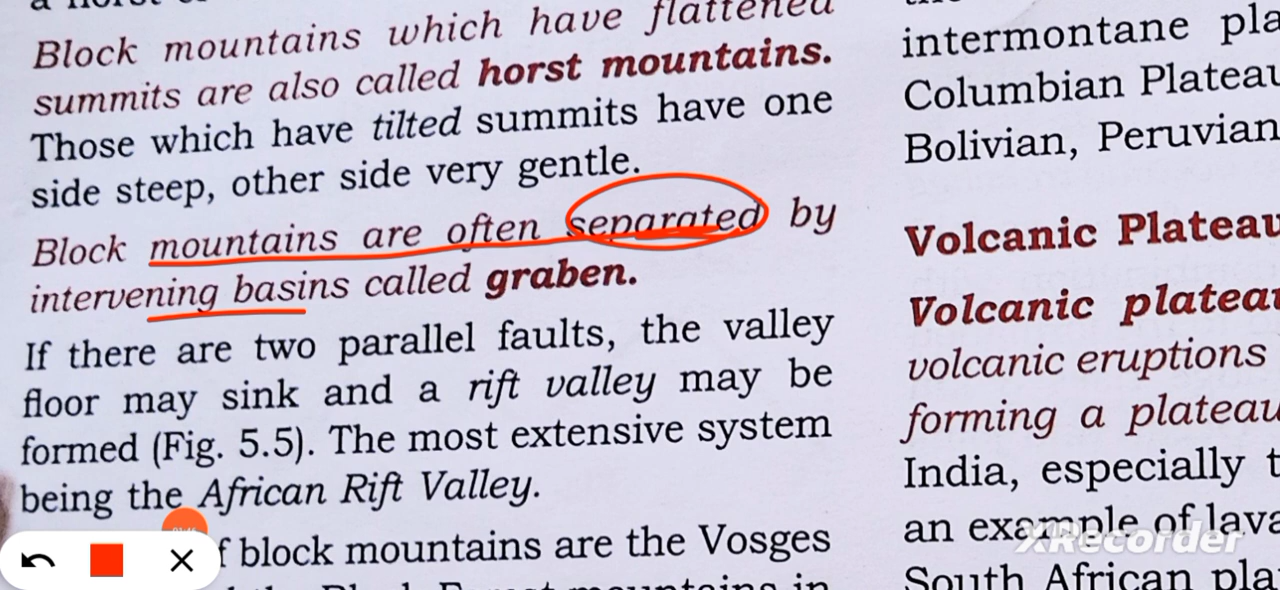 Block mountains which have flattened
summits are also called horst mountains.
Those which have tilted summits have one
side steep, other side very gentle.
Block mountains are often separated by
intervening basins called graben.
If there are two parallel faults, the valley
floor may sink and a rift valley may be
formed (Fig. 5.5). The most extensive system
being the African Rift Valley.
f block mountains are the Vosges
mountains in
intermontane pla
Columbian Plateau
Bolivian, Peruvian
Volcanic Plateau
Volcanic plateau
volcanic eruptions
forming a plateau
India, especially t
an example of lava
South African pla
XRecorder